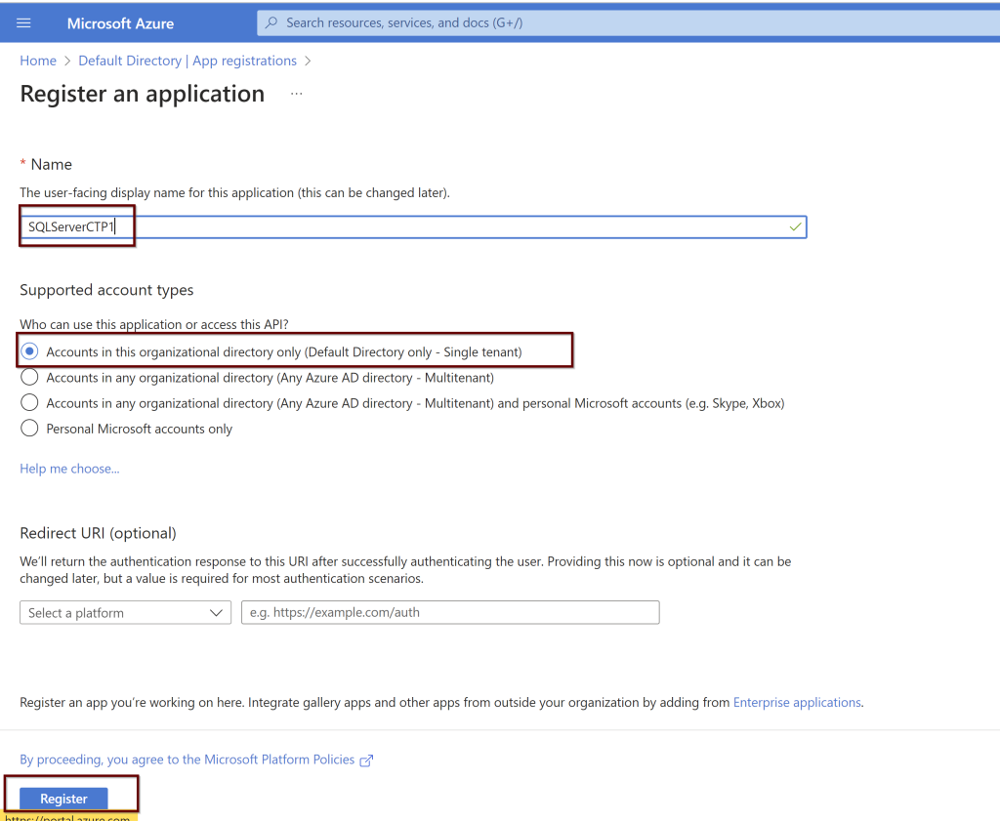 Microsoft Azure
Search resources, services, and docs (G+/)
Home > Default Directory | App registrations >
Register an application ...
* Name
The user-facing display name for this application (this can be changed later).
SQLServerCTP1
Supported account types
Who can use this application or access this API?
Accounts in this organizational directory only (Default Directory only - Single tenant)
Accounts in any organizational directory (Any Azure AD directory - Multitenant)
Accounts in any organizational directory (Any Azure AD directory - Multitenant) and personal Microsoft accounts (e.g. Skype, Xbox)
Personal Microsoft accounts only
Help me choose...
Redirect URI (optional)
We'll return the authentication response to this URI after successfully authenticating the user. Providing this now is optional and it can be
changed later, but a value is required for most authentication scenarios.
Select a platform
e.g. https://example.com/auth
Register an app you're working on here. Integrate gallery apps and other apps from outside your organization by adding from Enterprise applications.
By proceeding, you agree to the Microsoft Platform Policies
Register
https://portal.azure.com